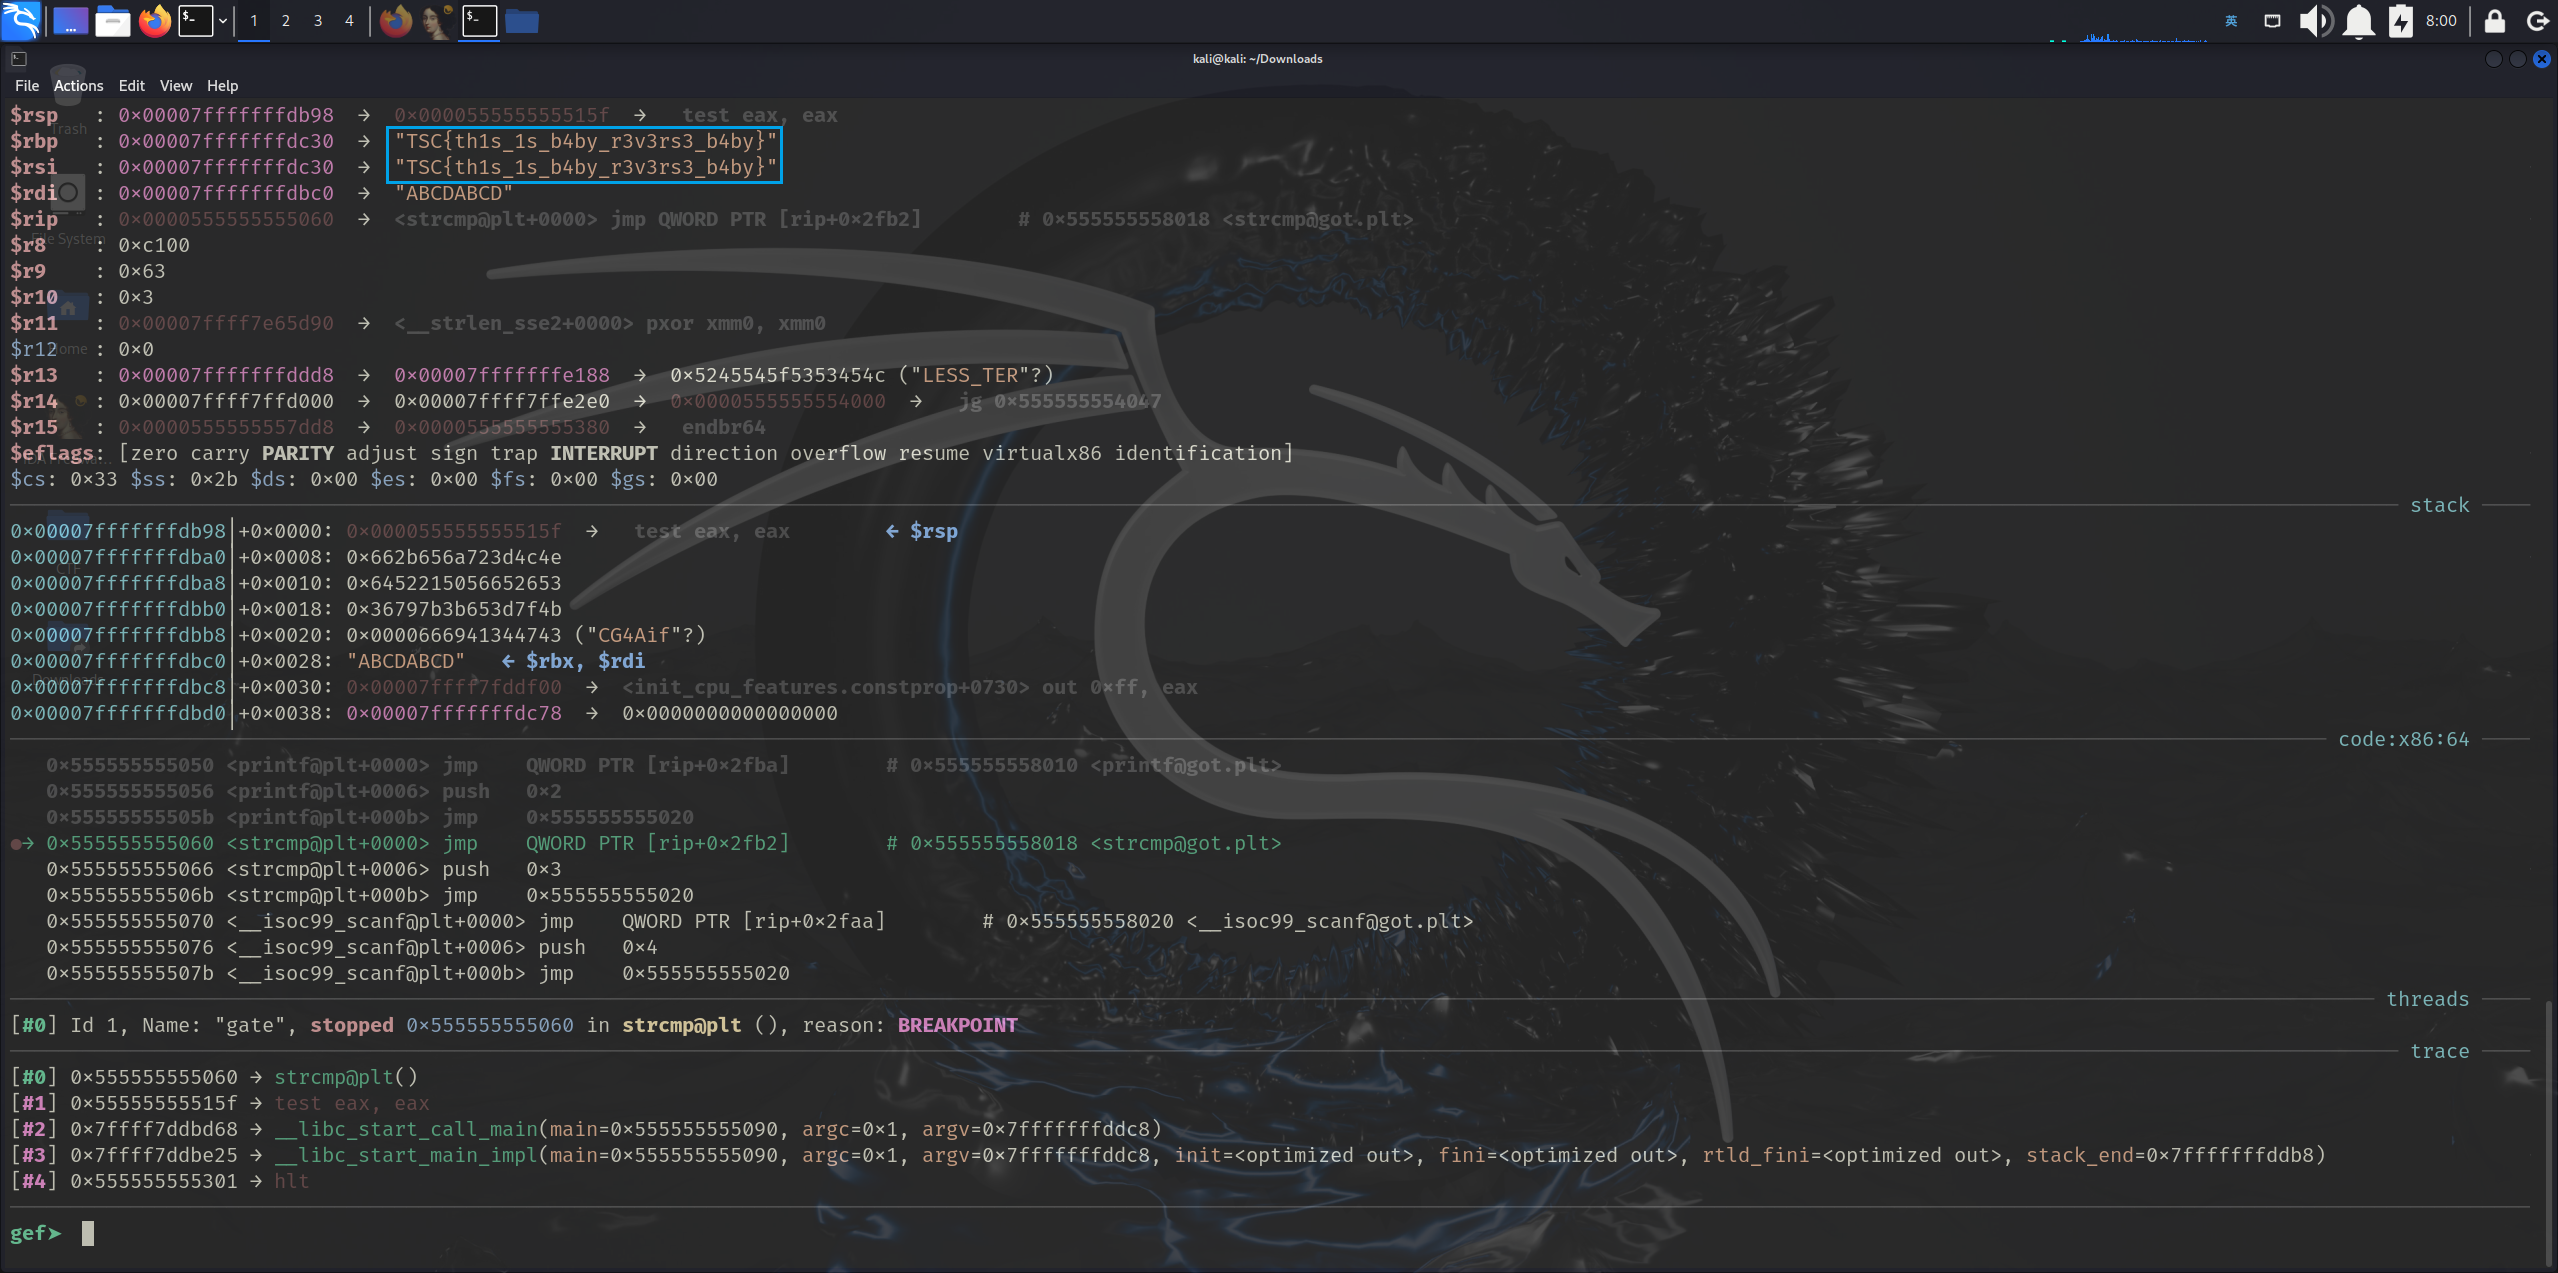 1 2 3 4 英 8:00
kali@kali: ~/Downloads
File Actions Edit View Help
$rsp : 0×00007fffffffdb98 → 0×000055555555515f → test eax, eax
Trash
$rbp : 0×00007fffffffdc30 → "TSC{th1s_1s_b4by_r3v3rs3_b4by}"
$rsi : 0×00007fffffffdc30 → "TSC{th1s_1s_b4by_r3v3rs3_b4by}"
$rdi : 0×00007fffffffdbc0 → "ABCDABCD"
$rip : 0×0000555555555060 → <strcmp@plt+0000> jmp QWORD PTR [rip+0×2fb2] # 0×555555558018 <strcmp@got.plt>
File System
$r8 : 0×c100
$r9 : 0×63
$r10 : 0×3
$r11 : 0×00007ffff7e65d90 → <__strlen_sse2+0000> pxor xmm0, xmm0
$r12 : 0×0
Home
$r13 : 0×00007fffffffddd8 → 0×00007fffffffe188 → 0×5245545f5353454c ("LESS_TER"?)
$r14 : 0×00007ffff7ffd000 → 0×00007ffff7ffe2e0 → 0×0000555555554000 → jg 0×555555554047
$r15 : 0×0000555555557dd8 → 0×0000555555555380 → endbr64
$eflags: [zero carry PARITY adjust sign trap INTERRUPT direction overflow resume virtualx86 identification]
$cs: 0×33 $ss: 0×2b $ds: 0×00 $es: 0×00 $fs: 0×00 $gs: 0×00
stack
0×00007fffffffdb98│+0×0000: 0×000055555555515f → test eax, eax ← $rsp
0×00007fffffffdba0│+0×0008: 0×662b656a723d4c4e
CTF
0×00007fffffffdba8│+0×0010: 0×6452215056652653
0×00007fffffffdbb0│+0×0018: 0×36797b3b653d7f4b
0×00007fffffffdbb8│+0×0020: 0×0000666941344743 ("CG4Aif"?)
0×00007fffffffdbc0│+0×0028: "ABCDABCD" ← $rbx, $rdi
Downloads
0×00007fffffffdbc8│+0×0030: 0×00007ffff7fddf00 → <init_cpu_features.constprop+0730> out 0×ff, eax
0×00007fffffffdbd0│+0×0038: 0×00007fffffffdc78 → 0×0000000000000000
code:x86:64
0×555555555050 <printf@plt+0000> jmp QWORD PTR [rip+0×2fba] # 0×555555558010 <printf@got.plt>
0×555555555056 <printf@plt+0006> push 0×2
0×55555555505b <printf@plt+000b> jmp 0×555555555020
●→ 0×555555555060 <strcmp@plt+0000> jmp QWORD PTR [rip+0×2fb2] # 0×555555558018 <strcmp@got.plt>
0×555555555066 <strcmp@plt+0006> push 0×3
0×55555555506b <strcmp@plt+000b> jmp 0×555555555020
0×555555555070 <__isoc99_scanf@plt+0000> jmp QWORD PTR [rip+0×2faa] # 0×555555558020 <__isoc99_scanf@got.plt>
0×555555555076 <__isoc99_scanf@plt+0006> push 0×4
0×55555555507b <__isoc99_scanf@plt+000b> jmp 0×555555555020
threads
[#0] Id 1, Name: "gate", stopped 0×555555555060 in strcmp@plt (), reason: BREAKPOINT
trace
[#0] 0×555555555060 → strcmp@plt()
[#1] 0×55555555515f → test eax, eax
[#2] 0×7ffff7ddbd68 → __libc_start_call_main(main=0×555555555090, argc=0×1, argv=0×7fffffffddc8)
[#3] 0×7ffff7ddbe25 → __libc_start_main_impl(main=0×555555555090, argc=0×1, argv=0×7fffffffddc8, init=<optimized out>, fini=<optimized out>, rtld_fini=<optimized out>, stack_end=0×7fffffffddb8)
[#4] 0×555555555301 → hlt
gef➤